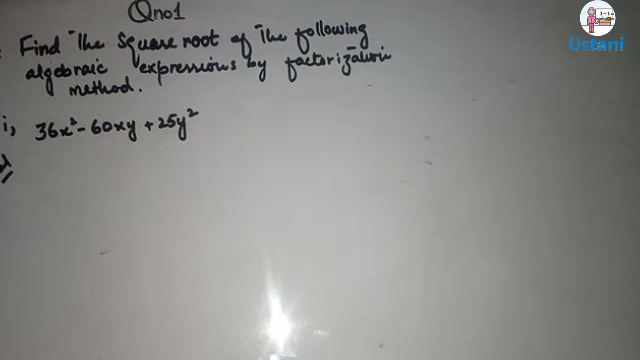 Qno1
Find The Square root of The following
algebraic expressions by factorization
method.
i, 36x² - 60xy + 25y²
Ustani